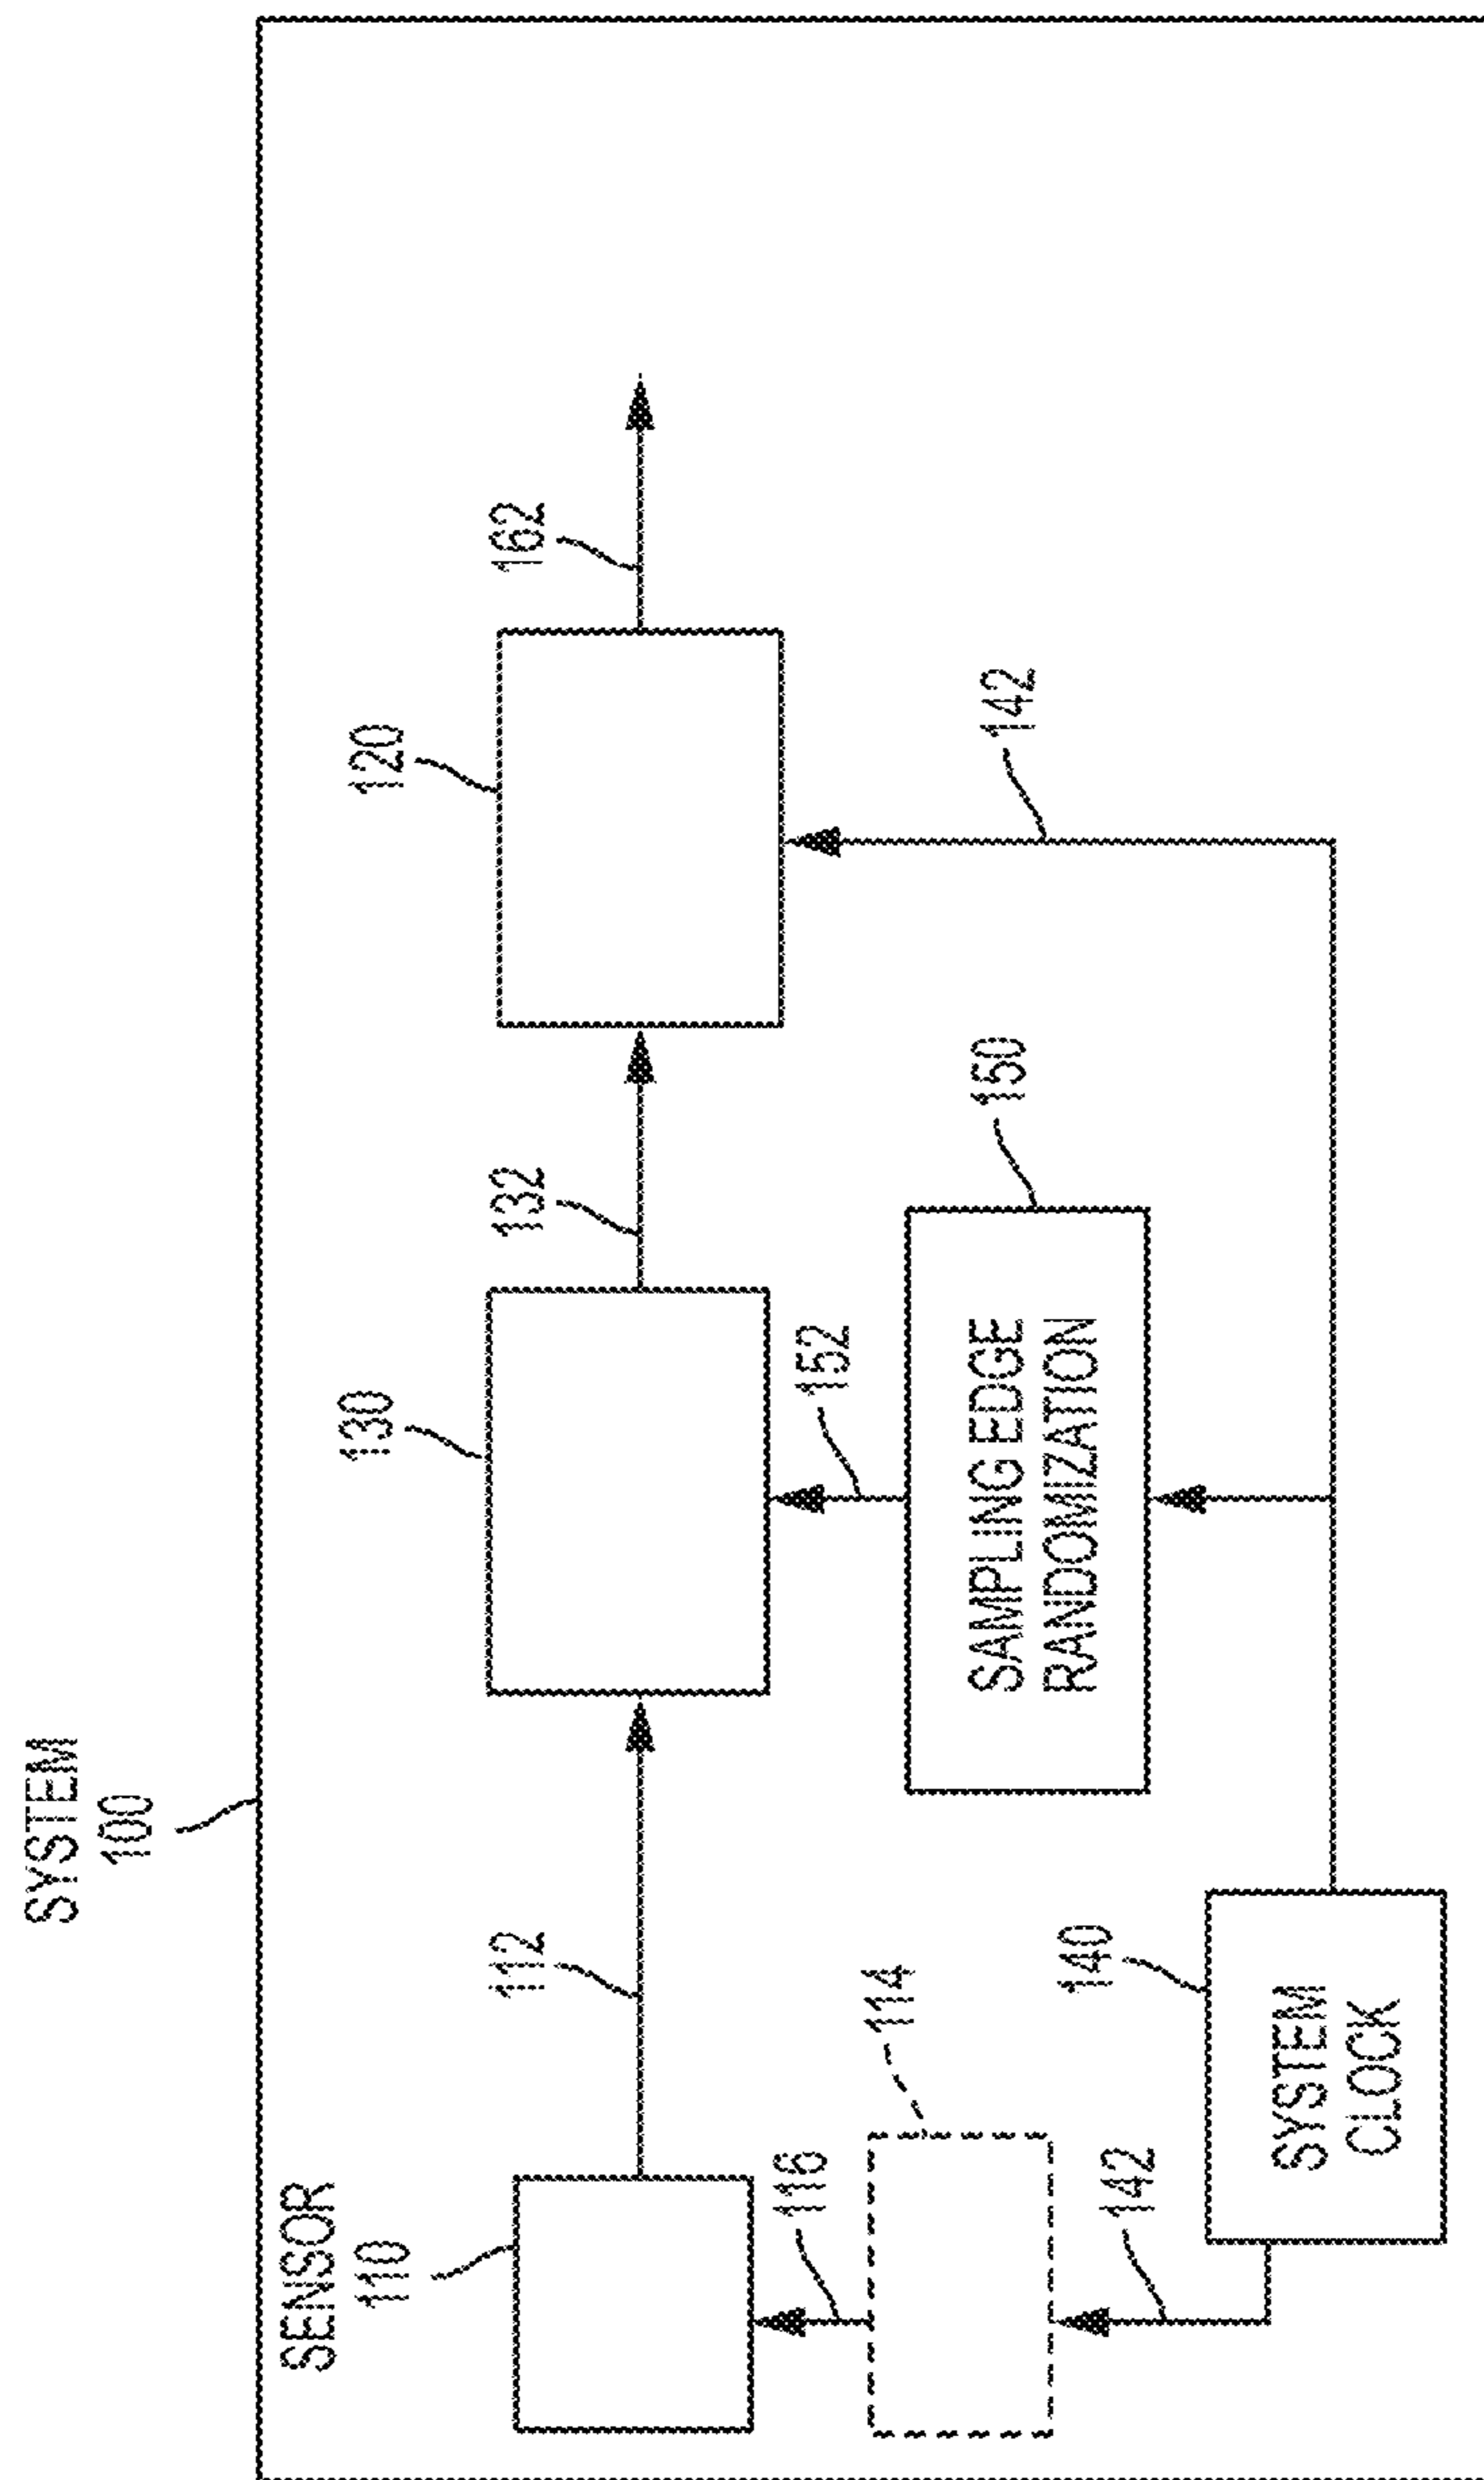 SYSTEM
100
SENSOR
110
112
130
132
120
162
116
114
152
150
142
142
140
SAMPLING EDGE
RANDOMIZATION
SYSTEM
CLOCK